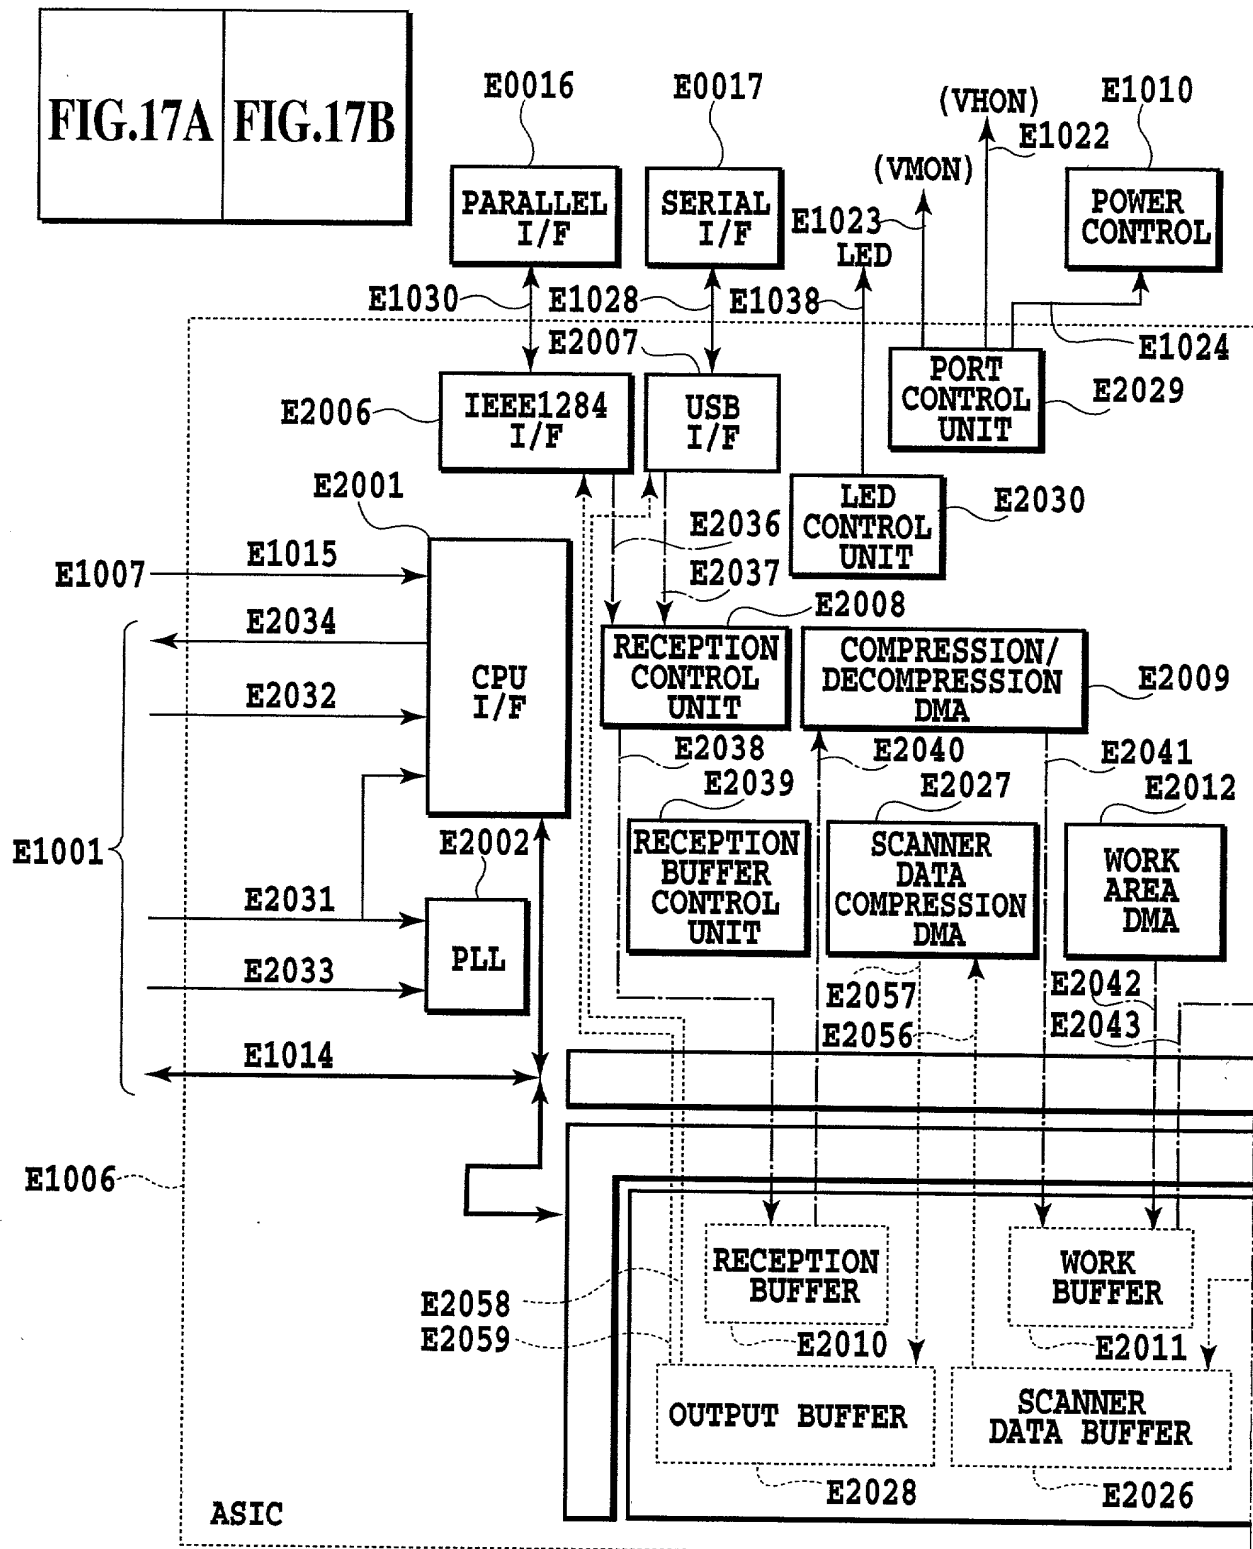 FIG.17A FIG.17B
E0016
E0017
(VHON)
E1010
E1022
(VMON)
PARALLEL
I/F
SERIAL
I/F
E1023
LED
POWER
CONTROL
E1030
E1028
E1038
E2007
E1024
E2006
IEEE1284
I/F
USB
I/F
PORT
CONTROL
UNIT
E2029
E2001
LED
CONTROL
UNIT
E2030
E2036
E1007
E1015
E2037
E2034
E2008
CPU
I/F
RECEPTION
CONTROL
UNIT
COMPRESSION/
DECOMPRESSION
DMA
E2009
E2032
E2038
E2040
E2041
E2039
E2027
E2012
E1001
E2002
RECEPTION
BUFFER
CONTROL
UNIT
SCANNER
DATA
COMPRESSION
DMA
WORK
AREA
DMA
E2031
PLL
E2033
E2057
E2042
E2056
E2043
E1014
E1006
RECEPTION
BUFFER
WORK
BUFFER
E2058
E2059
E2010
E2011
OUTPUT BUFFER
SCANNER
DATA BUFFER
E2028
E2026
ASIC